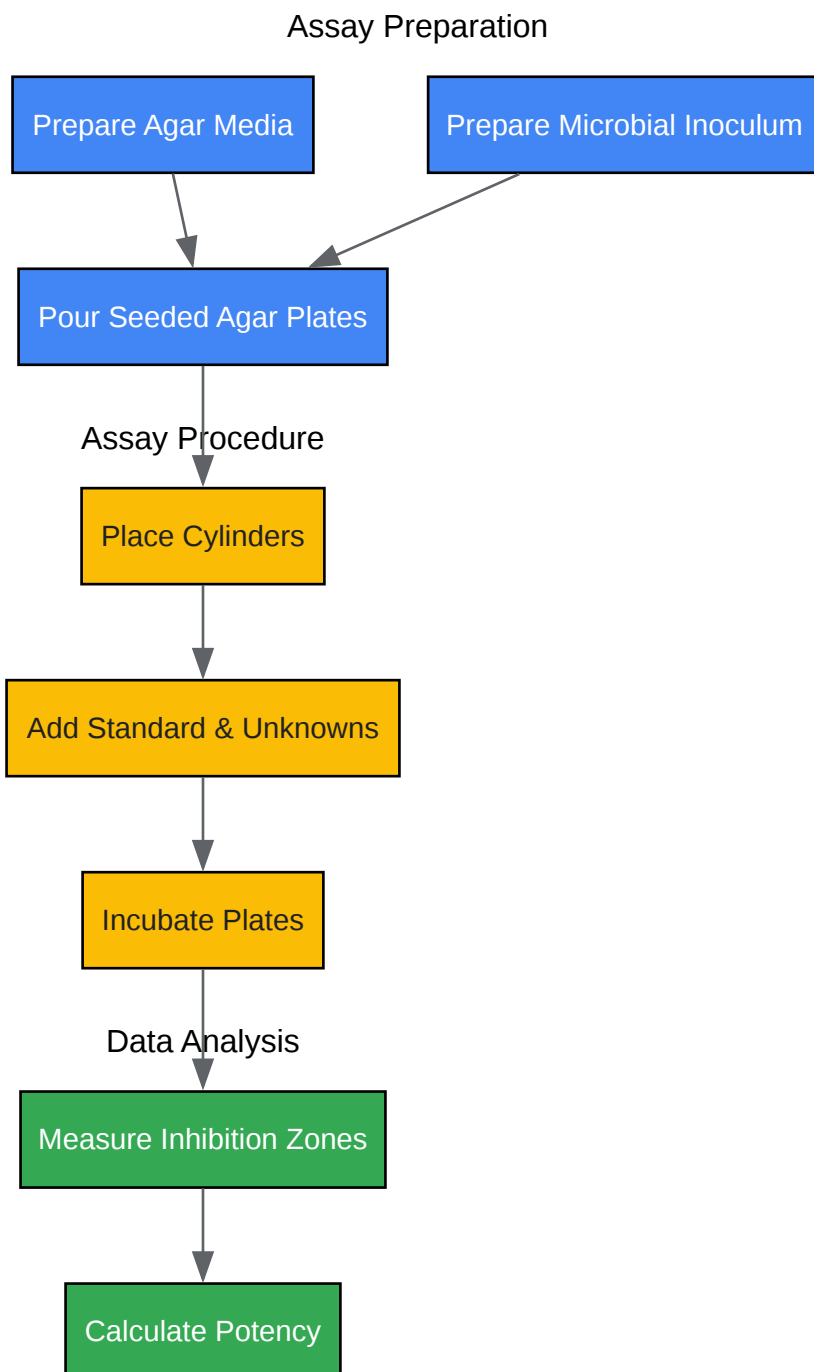 Assay Preparation
Prepare Agar Media
Prepare Microbial Inoculum
Pour Seeded Agar Plates
Assay Procedure
Place Cylinders
Add Standard & Unknowns
Incubate Plates
Data Analysis
Measure Inhibition Zones
Calculate Potency